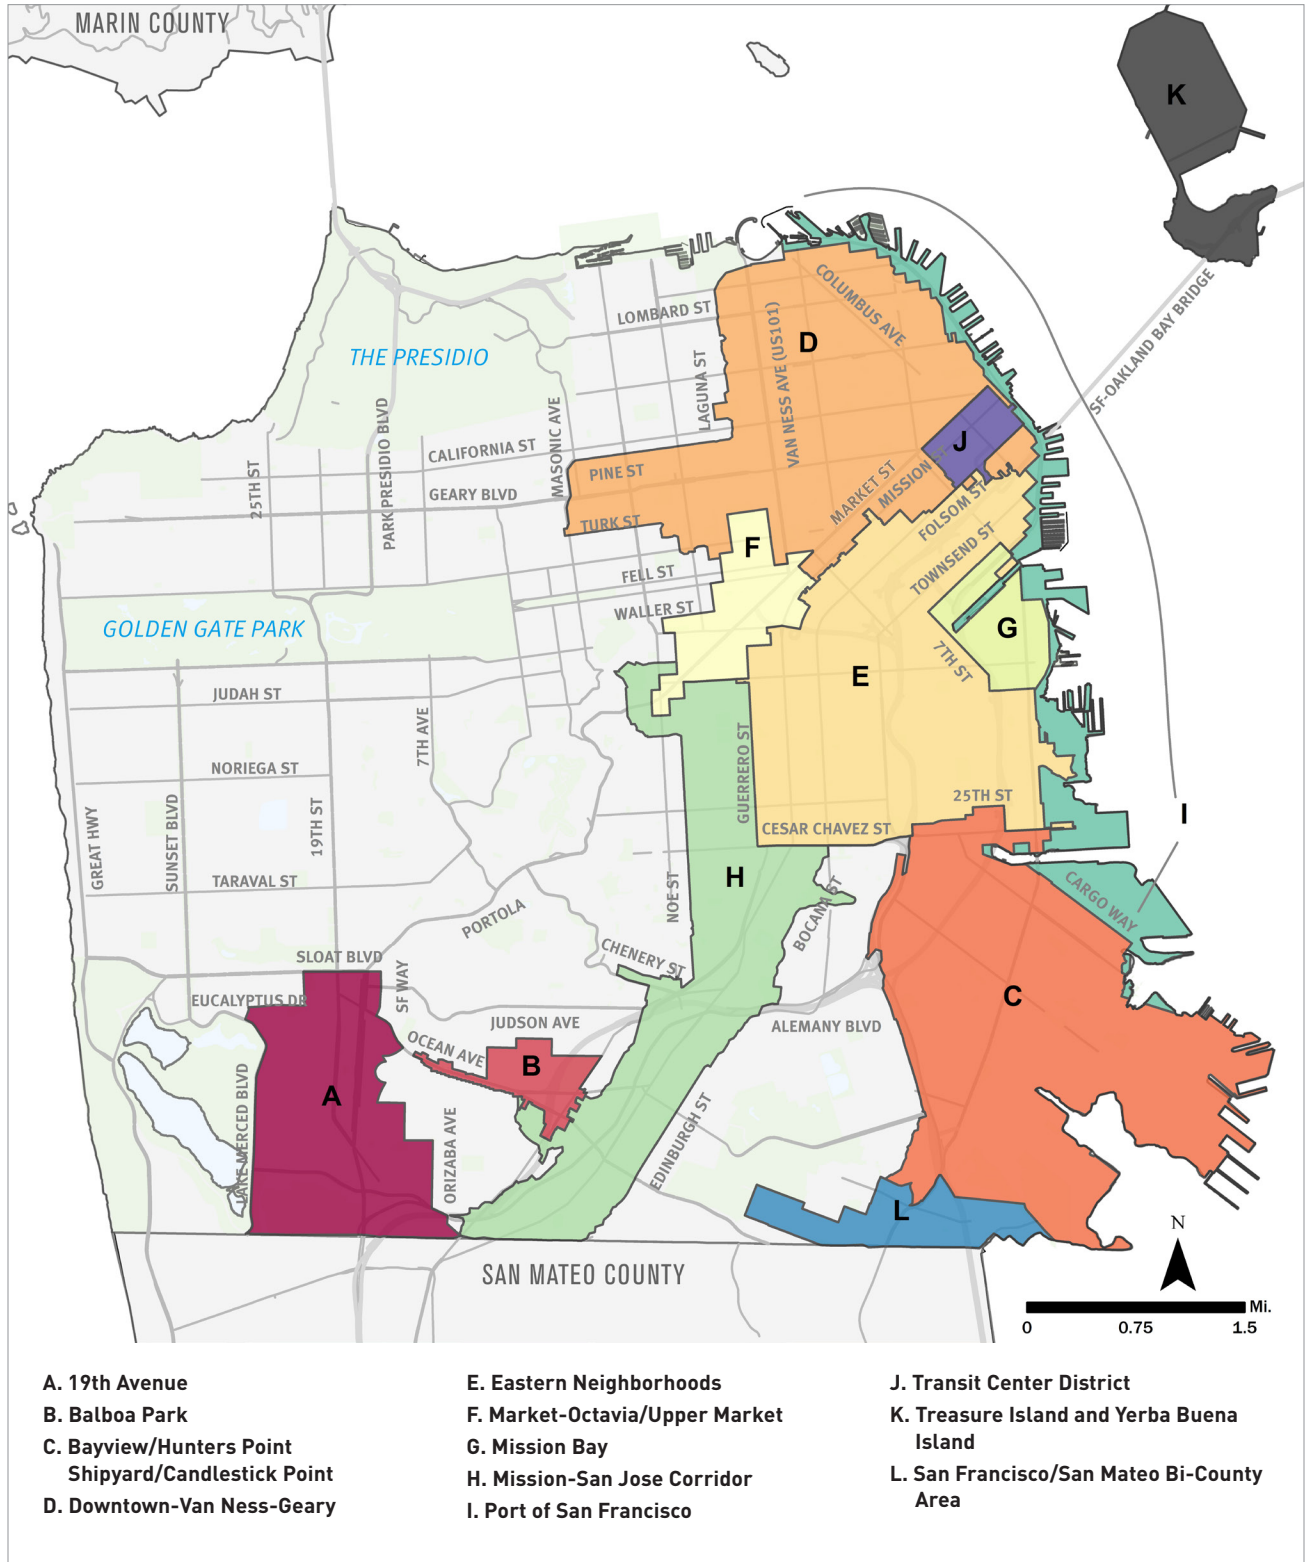 MARIN COUNTY
K
COLUMBUS AVE
SF-OAKLAND BAY BRIDGE
LOMBARD ST
VAN NESS AVE (US101)
D
THE PRESIDIO
LAGUNA ST
MASONIC AVE
PARK PRESIDIO BLVD
CALIFORNIA ST
J
25TH ST
PINE ST
MARKET ST
MISSION
GEARY BLVD
FOLSOM ST
TURK ST
F
TOWNSEND ST
FELL ST
WALLER ST
GOLDEN GATE PARK
G
7TH ST
E
JUDAH ST
7TH AVE
GUERRERO ST
NORIEGA ST
25TH ST
I
GREAT HWY
SUNSET BLVD
19TH ST
CESAR CHAVEZ ST
H
TARAVAL ST
NOE ST
CARGO WAY
BOCANA ST
PORTOLA
CHENERY ST
SLOAT BLVD
SF WAY
C
EUCALYPTUS DR
JUDSON AVE
ALEMANY BLVD
OCEAN AVE
B
LAKE MERCED BLVD
A
ORIZABA AVE
EDINBURGH ST
L
N
SAN MATEO COUNTY
Mi.
0 0.75 1.5
A. 19th Avenue
B. Balboa Park
C. Bayview/Hunters Point
Shipyard/Candlestick Point
D. Downtown-Van Ness-Geary
E. Eastern Neighborhoods
F. Market-Octavia/Upper Market
G. Mission Bay
H. Mission-San Jose Corridor
I. Port of San Francisco
J. Transit Center District
K. Treasure Island and Yerba Buena
Island
L. San Francisco/San Mateo Bi-County
Area